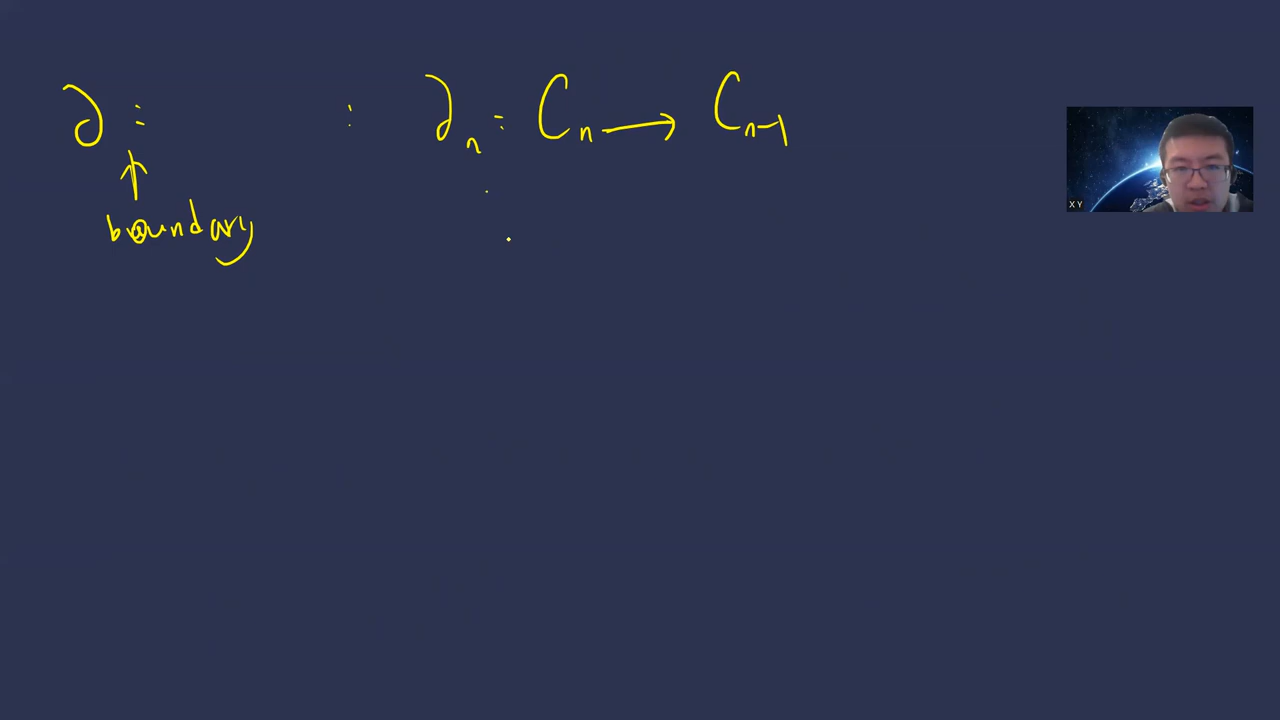 ∂ : : ∂n : Cn → Cn-1
↑
boundary
X Y